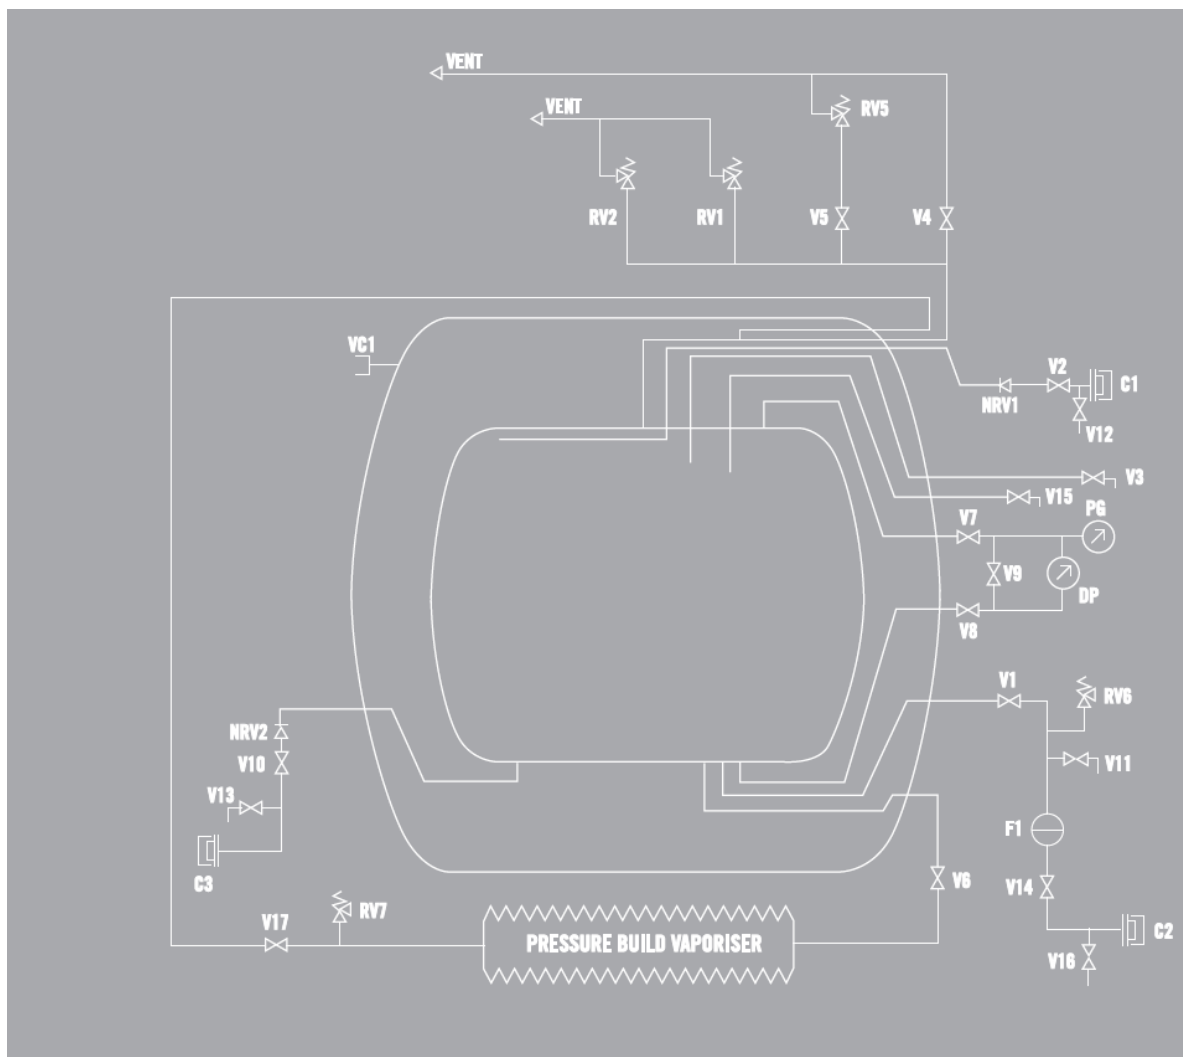 VENT
VENT
RV5
RV2
RV1
V5
V4
VC1
V2
C1
NRV1
V12
V3
V15
PG
V7
V9
DP
V8
V1
RV6
NRV2
V10
V11
V13
F1
C3
V6
V14
RV7
V17
PRESSURE BUILD VAPORISER
C2
V16